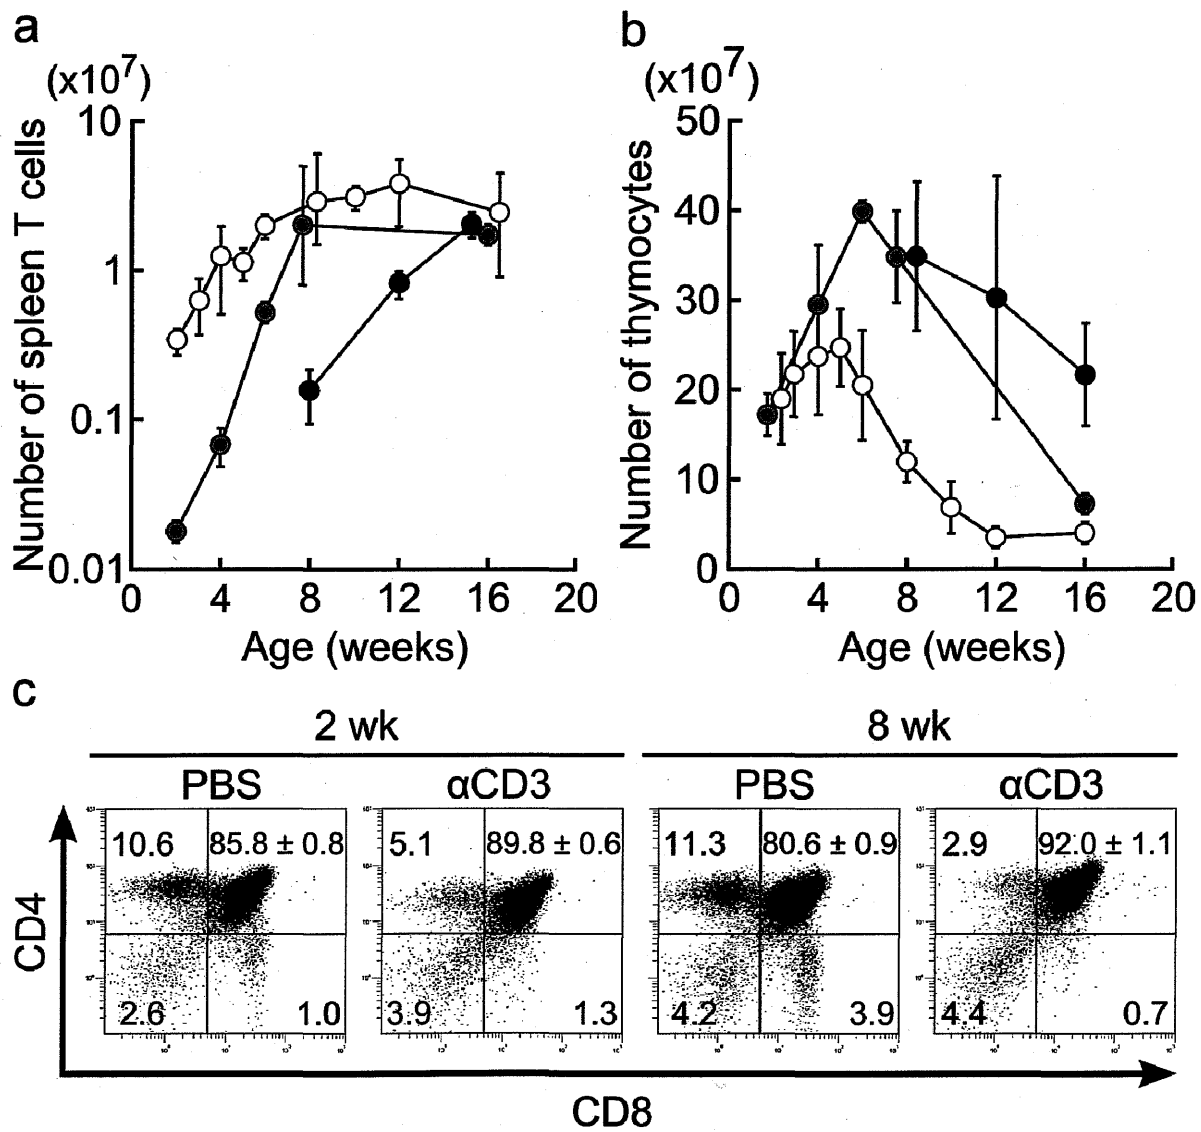 a
(x10⁷)
Number of spleen T cells
10
1
0.1
0.01
0 4 8 12 16 20
Age (weeks)
b
(x10⁷)
Number of thymocytes
50
40
30
20
10
0
0 4 8 12 16 20
Age (weeks)
c
2 wk 8 wk
PBS αCD3 PBS αCD3
10.6 85.8 ± 0.8 5.1 89.8 ± 0.6 11.3 80.6 ± 0.9 2.9 92.0 ± 1.1
CD4
2.6 1.0 3.9 1.3 4.2 3.9 4.4 0.7
CD8